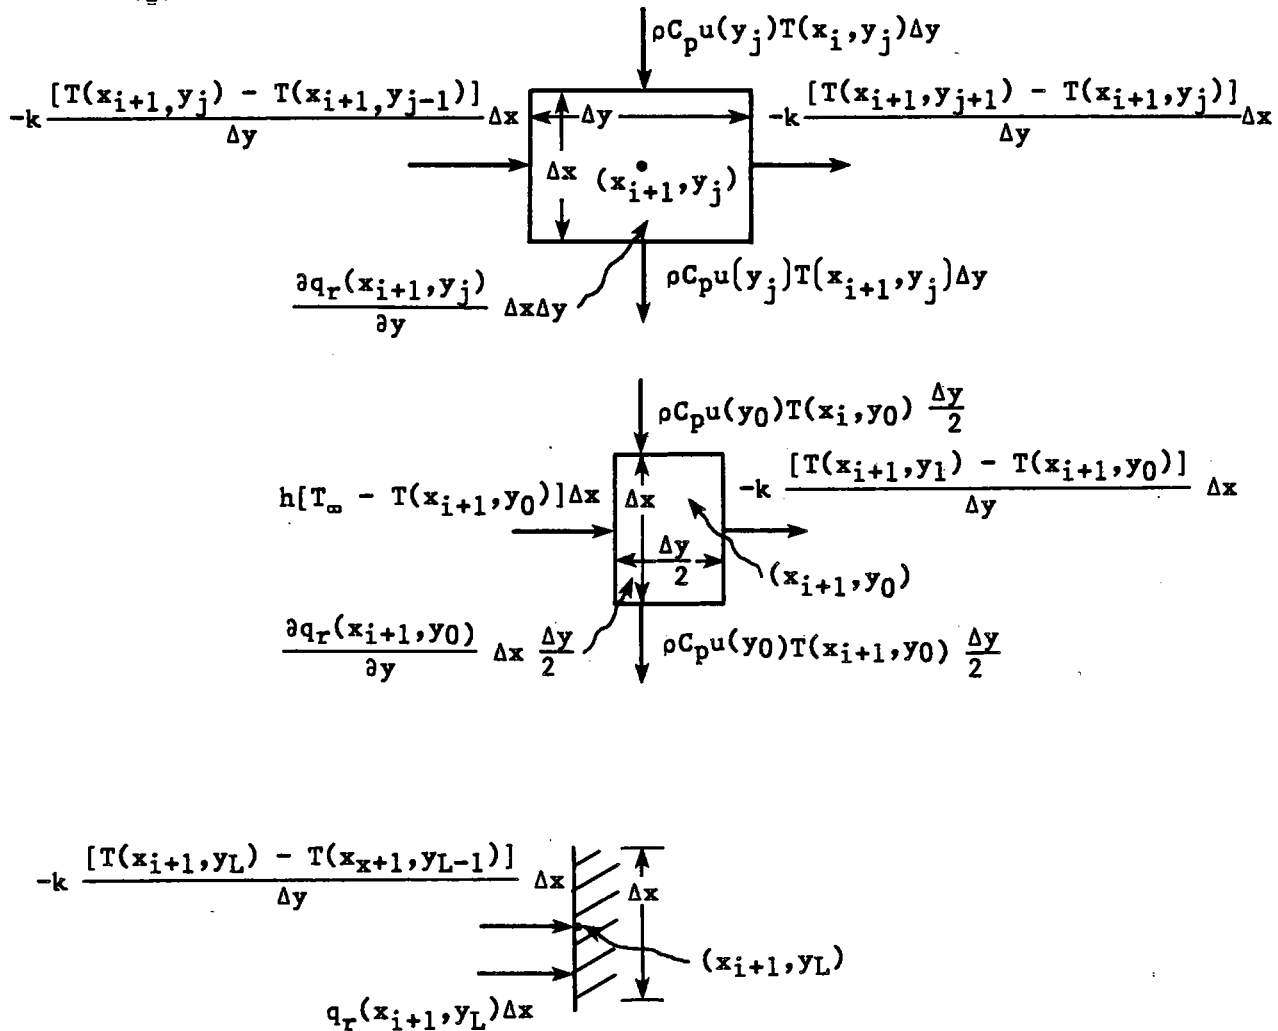 ρC_p u(y_j)T(x_i,y_j)Δy
-k [T(x_{i+1},y_j) - T(x_{i+1},y_{j-1})]/Δy Δx
Δy
-k [T(x_{i+1},y_{j+1}) - T(x_{i+1},y_j)]/Δy Δx
Δx
(x_{i+1},y_j)
∂q_r(x_{i+1},y_j)/∂y ΔxΔy
ρC_p u(y_j)T(x_{i+1},y_j)Δy
ρC_p u(y_0)T(x_i,y_0) Δy/2
h[T_∞ - T(x_{i+1},y_0)]Δx
Δx
-k [T(x_{i+1},y_1) - T(x_{i+1},y_0)]/Δy Δx
Δy/2
(x_{i+1},y_0)
∂q_r(x_{i+1},y_0)/∂y Δx Δy/2
ρC_p u(y_0)T(x_{i+1},y_0) Δy/2
-k [T(x_{i+1},y_L) - T(x_{x+1},y_{L-1})]/Δy Δx
Δx
(x_{i+1},y_L)
q_r(x_{i+1},y_L)Δx